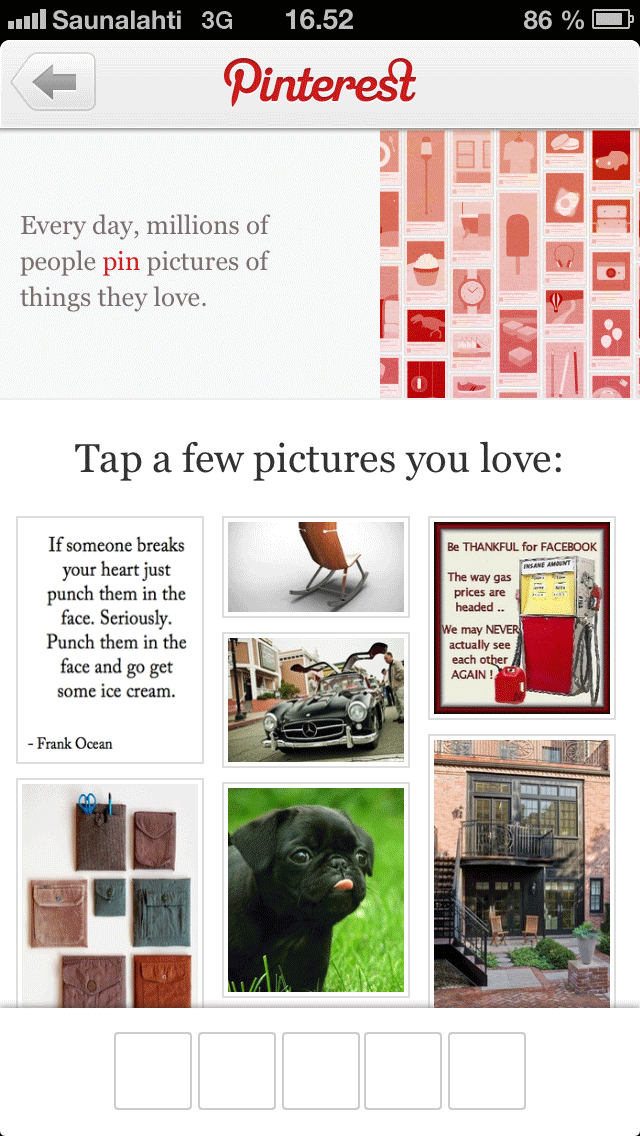 Saunalahti 3G 16.52 86 %
Pinterest
Every day, millions of
people pin pictures of
things they love.
Tap a few pictures you love:
If someone breaks
your heart just
punch them in the
face. Seriously.
Punch them in the
face and go get
some ice cream.
- Frank Ocean
Be THANKFUL for FACEBOOK
INSANE AMOUNT
The way gas
prices are
headed ..
We may NEVER
actually see
each other
AGAIN !